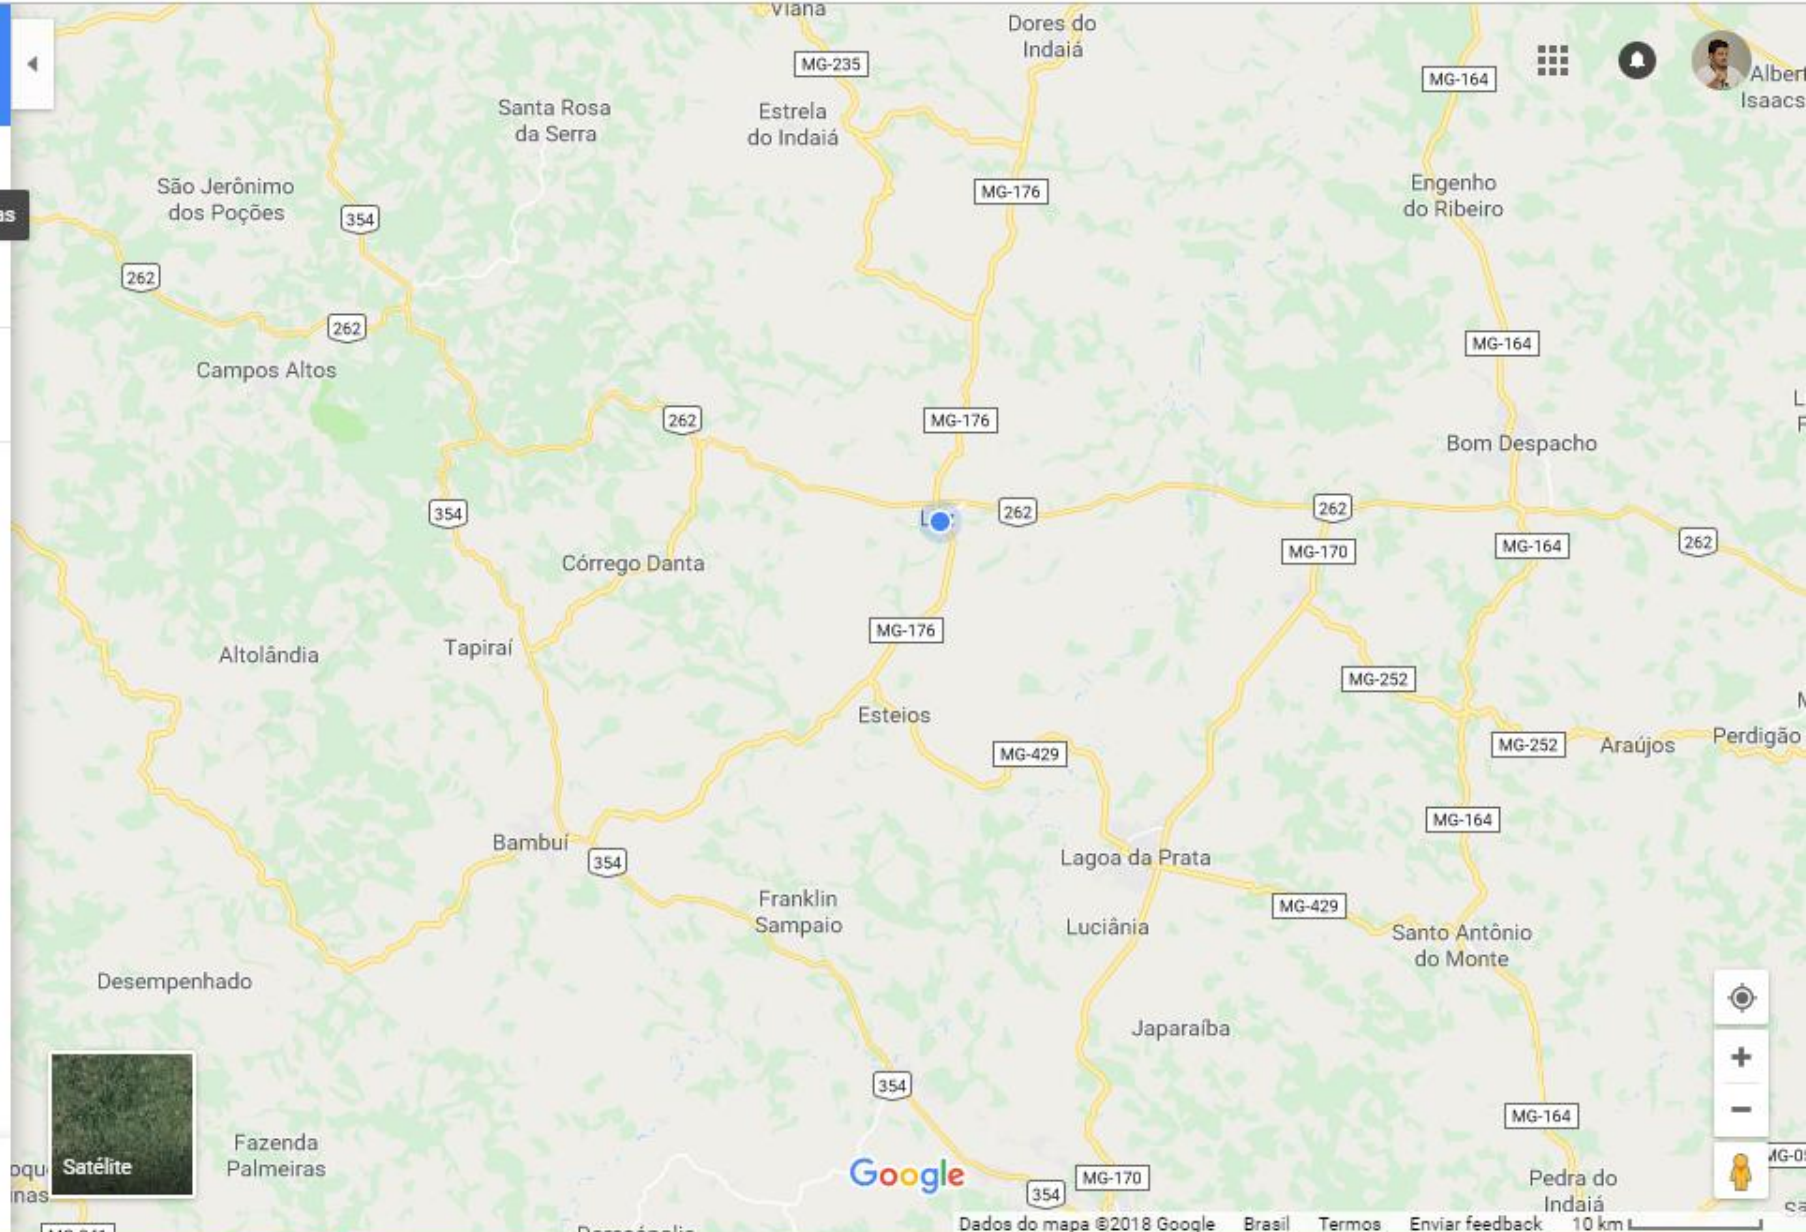 Viana
Dores do
Indaiá
MG-235
MG-164
Estrela
do Indaiá
Santa Rosa
da Serra
São Jerônimo
dos Poções
354
MG-176
Engenho
do Ribeiro
262
262
MG-164
Campos Altos
262
MG-176
Bom Despacho
354
262
262
MG-164
262
MG-170
Córrego Danta
MG-176
Tapiraí
Altolândia
MG-252
Esteios
MG-429
MG-252
Araújos
Perdigão
MG-164
Bambuí
354
Lagoa da Prata
Franklin
Sampaio
MG-429
Luciânia
Santo Antônio
do Monte
Desempenhado
Japaraíba
354
MG-164
Fazenda
Palmeiras
Satélite
Google
354
MG-170
Pedra do
Indaiá
Dados do mapa ©2018 Google Brasil Termos Enviar feedback 10 km